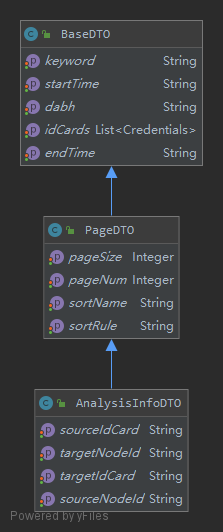 BaseDTO
keyword String
startTime String
dabh String
idCards List<Credentials>
endTime String
PageDTO
pageSize Integer
pageNum Integer
sortName String
sortRule String
AnalysisInfoDTO
sourceIdCard String
targetNodeId String
targetIdCard String
sourceNodeId String
Powered by yFiles